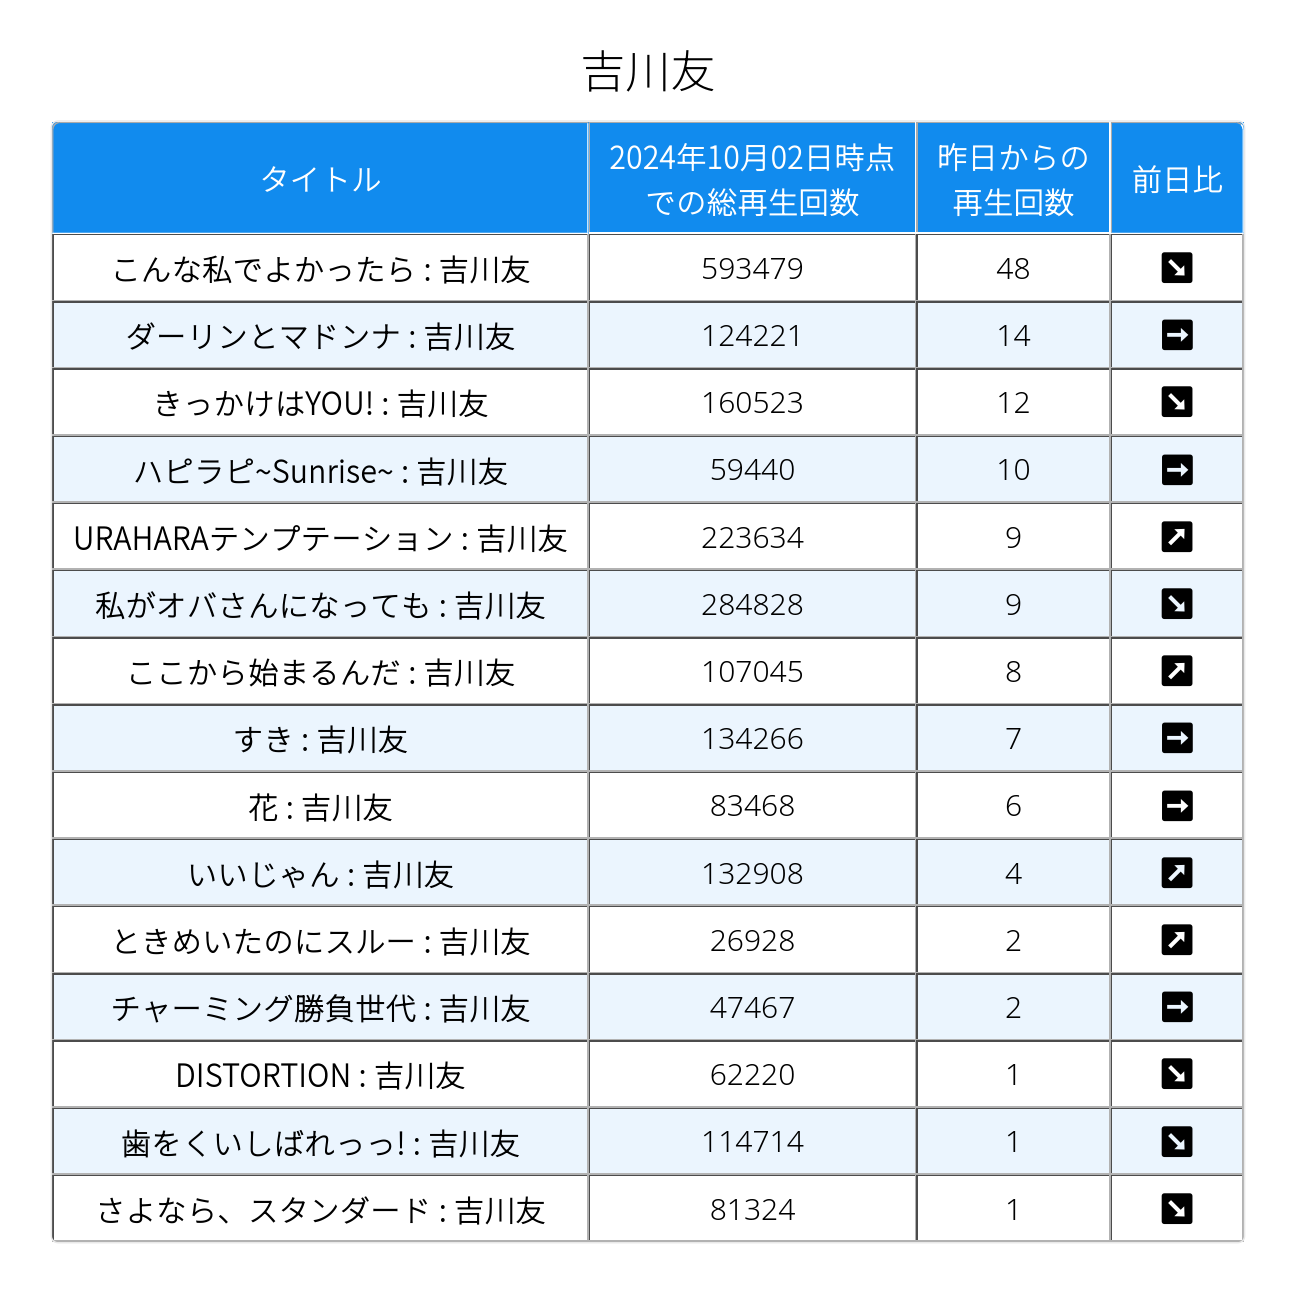 吉川友
タイトル
2024年10月02日時点
での総再生回数
昨日からの
再生回数
前日比
こんな私でよかったら : 吉川友 593479 48 ↘
ダーリンとマドンナ : 吉川友 124221 14 →
きっかけはYOU! : 吉川友 160523 12 ↘
ハピラピ~Sunrise~ : 吉川友 59440 10 →
URAHARAテンプテーション : 吉川友 223634 9 ↗
私がオバさんになっても : 吉川友 284828 9 ↘
ここから始まるんだ : 吉川友 107045 8 ↗
すき : 吉川友 134266 7 →
花 : 吉川友 83468 6 →
いいじゃん : 吉川友 132908 4 ↗
ときめいたのにスルー : 吉川友 26928 2 ↗
チャーミング勝負世代 : 吉川友 47467 2 →
DISTORTION : 吉川友 62220 1 ↘
歯をくいしばれっっ! : 吉川友 114714 1 ↘
さよなら、スタンダード : 吉川友 81324 1 ↘